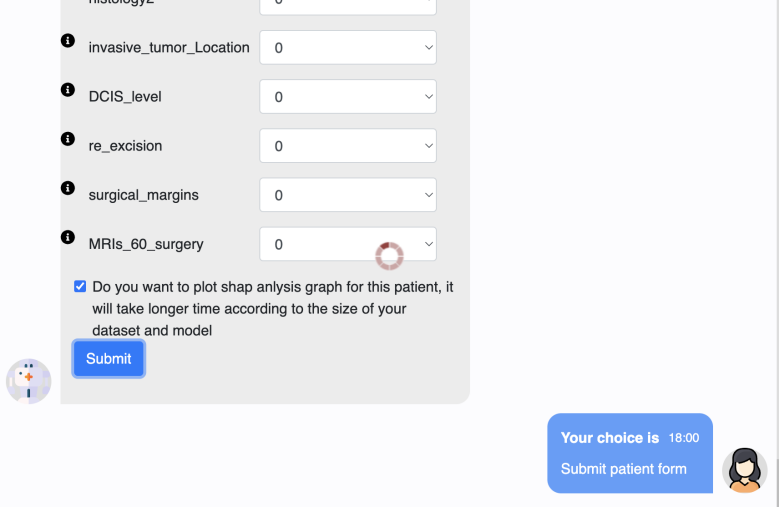 histology2 0
invasive_tumor_Location 0
DCIS_level 0
re_excision 0
surgical_margins 0
MRIs_60_surgery 0
Do you want to plot shap anlysis graph for this patient, it
will take longer time according to the size of your
dataset and model
Submit
Your choice is 18:00
Submit patient form